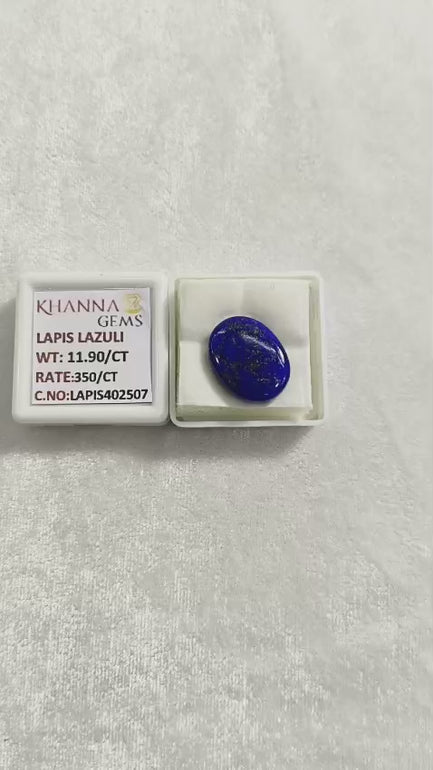 KHANNA
GEMS
LAPIS LAZULI
WT: 11.90/CT
RATE:350/CT
C.NO:LAPIS402507